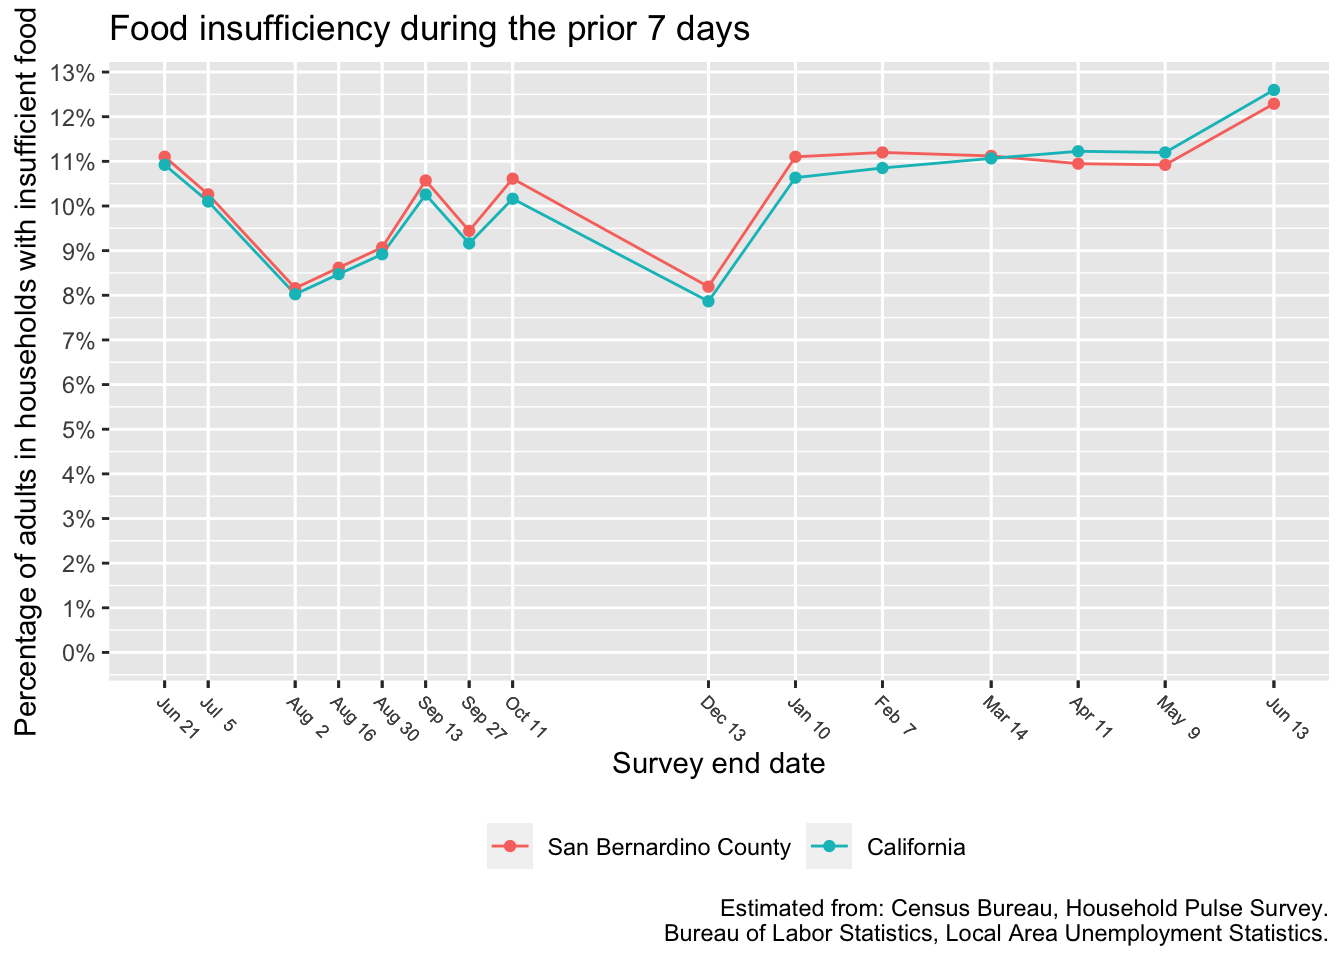 Food insufficiency during the prior 7 days
Percentage of adults in households with insufficient food
13%
12%
11%
10%
9%
8%
7%
6%
5%
4%
3%
2%
1%
0%
Jun 21
Jul 5
Aug 2
Aug 16
Aug 30
Sep 13
Sep 27
Oct 11
Dec 13
Jan 10
Feb 7
Mar 14
Apr 11
May 9
Jun 13
Survey end date
San Bernardino County
California
Estimated from: Census Bureau, Household Pulse Survey.
Bureau of Labor Statistics, Local Area Unemployment Statistics.